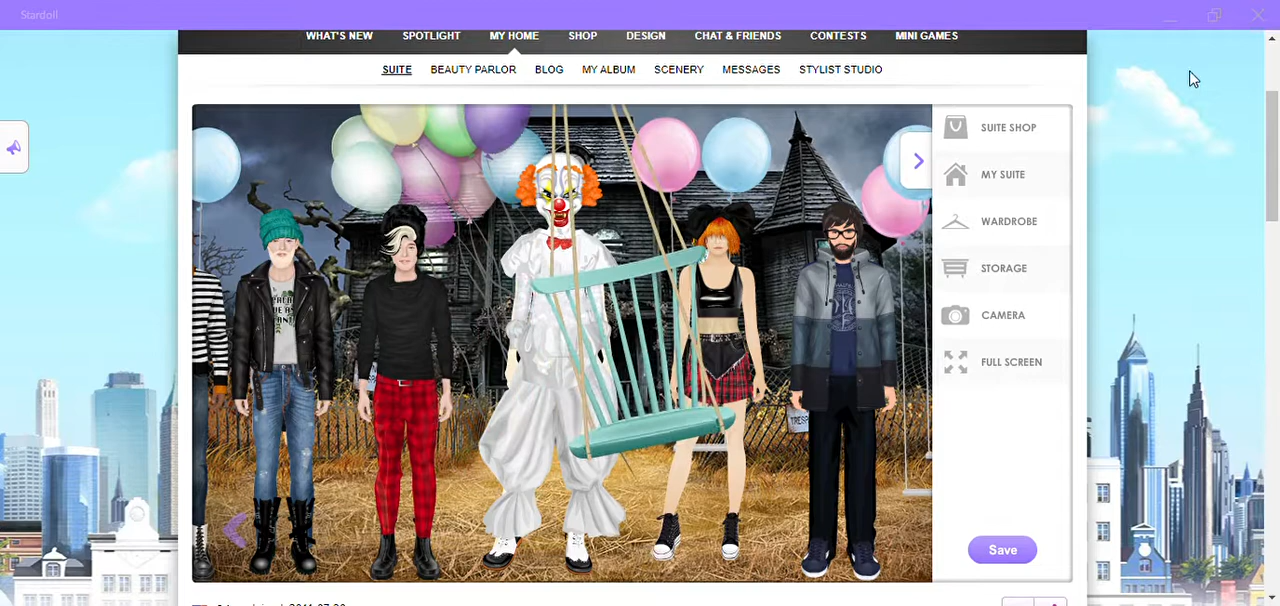 Stardoll
WHAT'S NEW SPOTLIGHT MY HOME SHOP DESIGN CHAT & FRIENDS CONTESTS MINI GAMES
SUITE BEAUTY PARLOR BLOG MY ALBUM SCENERY MESSAGES STYLIST STUDIO
SUITE SHOP
MY SUITE
WARDROBE
STORAGE
CAMERA
FULL SCREEN
TRESP
Save